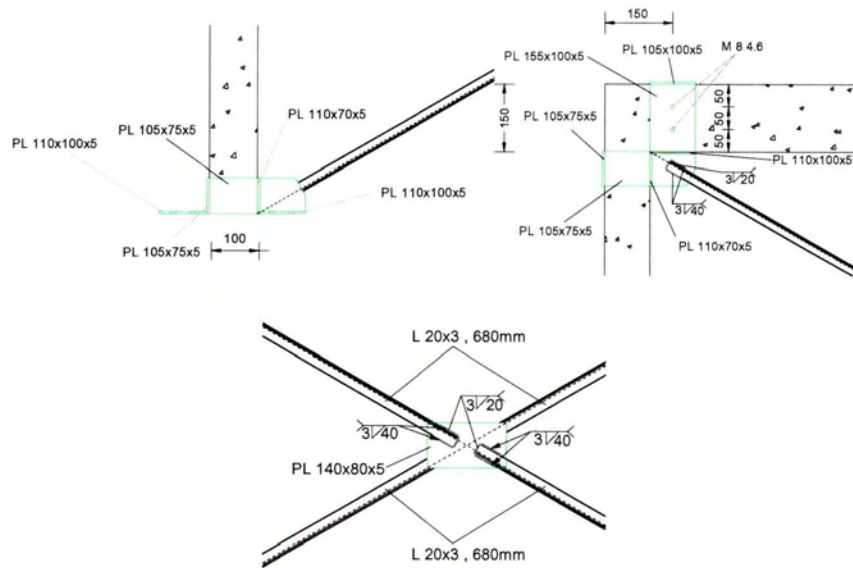 PL 105x75x5
PL 110x70x5
PL 110x100x5
PL 110x100x5
PL 105x75x5
100
150
M 8 4.6
PL 105x100x5
PL 155x100x5
50
50
50
150
PL 105x75x5
PL 110x100x5
3 20
3 40
PL 105x75x5
PL 110x70x5
L 20x3 , 680mm
3 20
3 40
3 40
PL 140x80x5
L 20x3 , 680mm